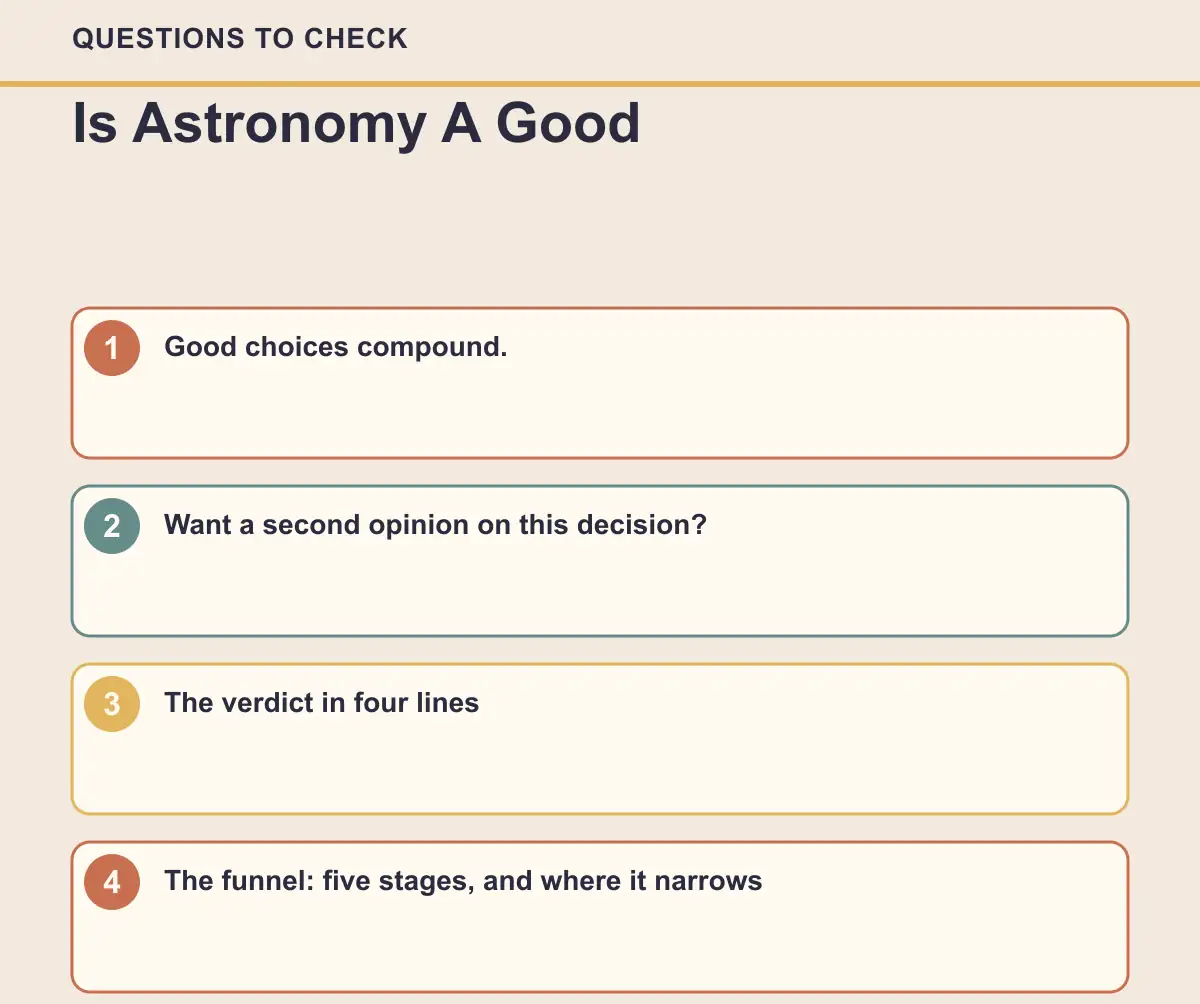 QUESTIONS TO CHECK
Is Astronomy A Good
1
Good choices compound.
2
Want a second opinion on this decision?
3
The verdict in four lines
4
The funnel: five stages, and where it narrows